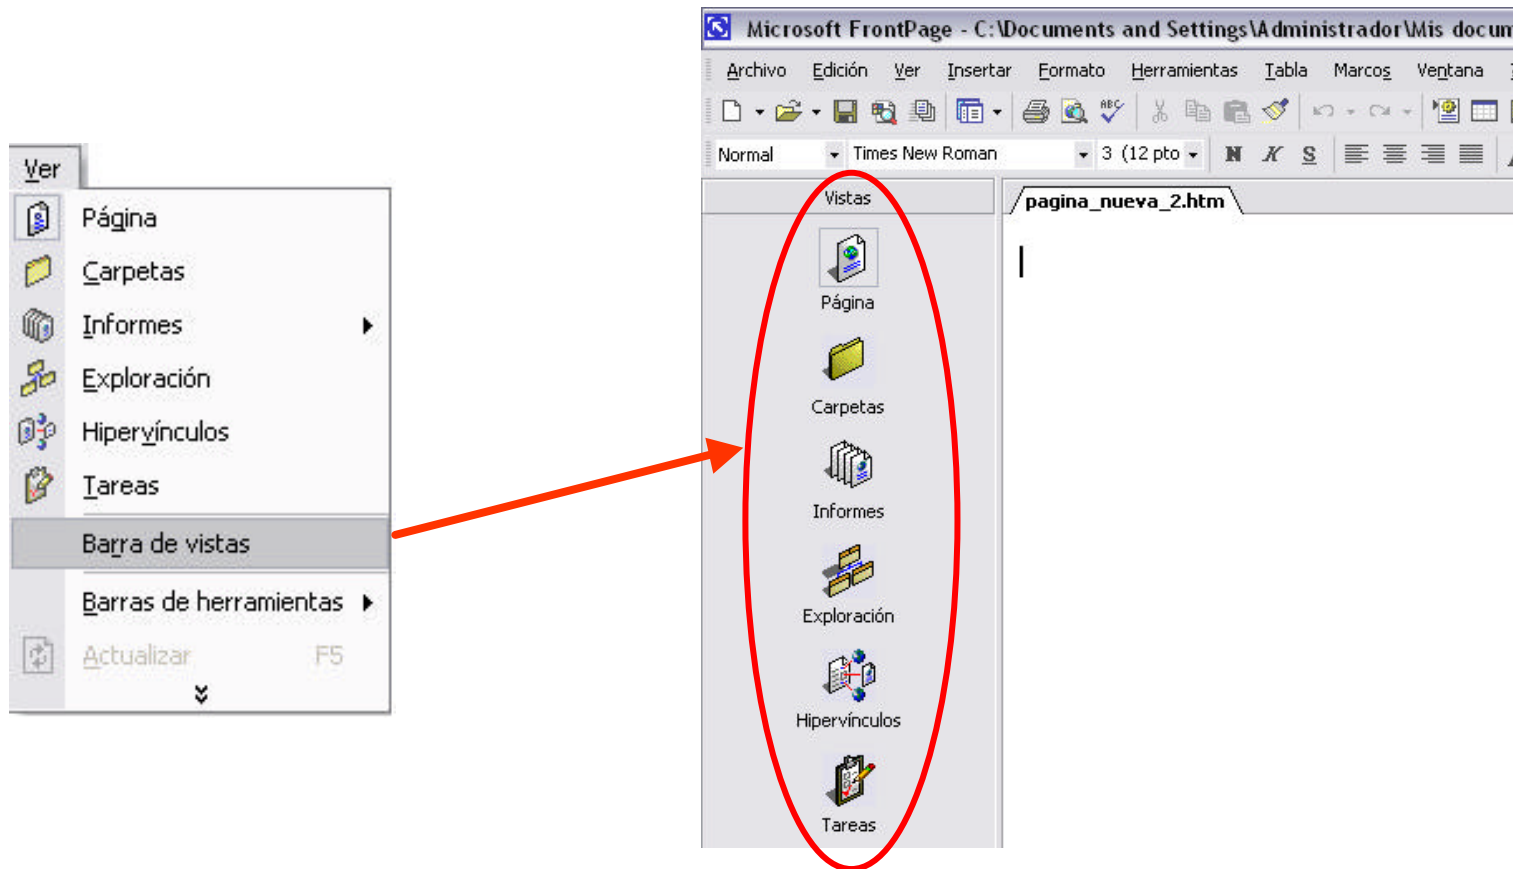 Ver
Página
Carpetas
Informes
Exploración
Hipervínculos
Tareas
Barra de vistas
Barras de herramientas
Actualizar F5
Microsoft FrontPage - C:\Documents and Settings\Administrador\Mis docum
Archivo Edición Ver Insertar Formato Herramientas Tabla Marcos Ventana
ABC
Normal Times New Roman 3 (12 pto N K S
Vistas
pagina_nueva_2.htm
Página
Carpetas
Informes
Exploración
Hipervínculos
Tareas